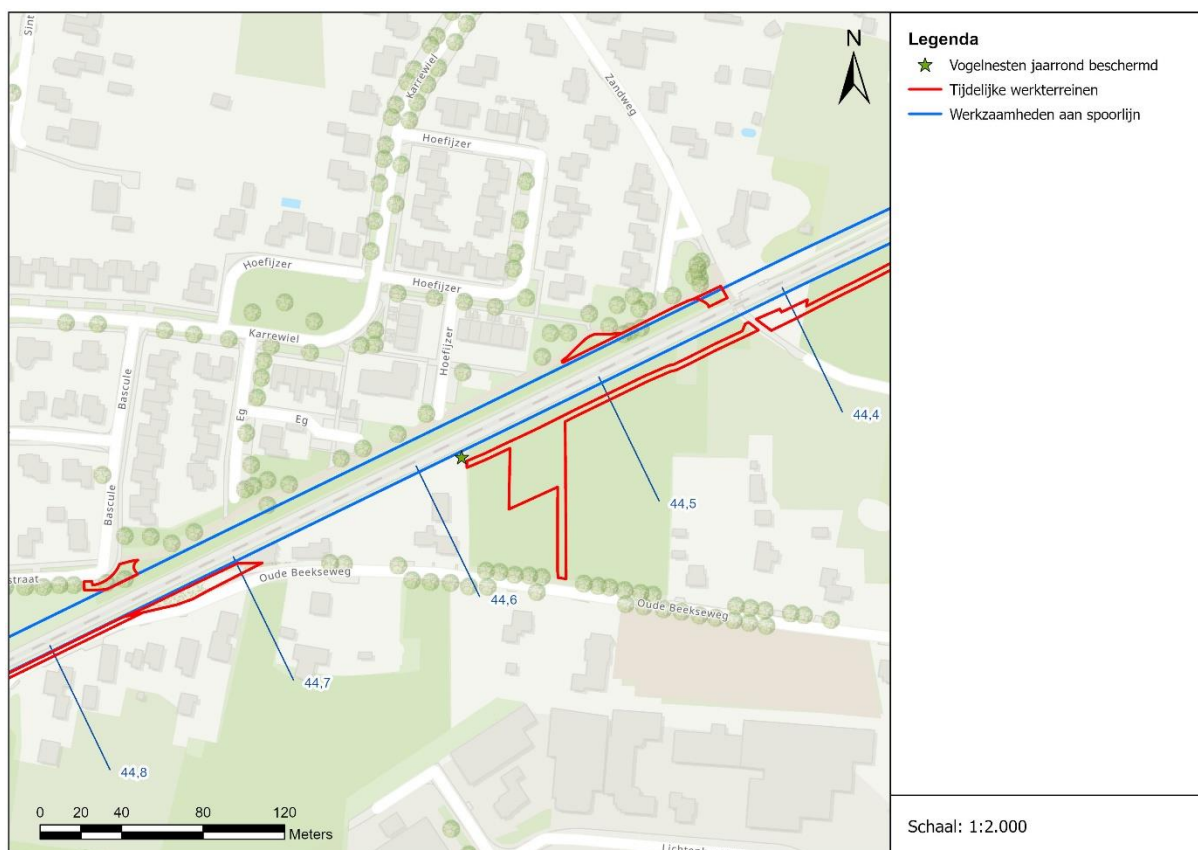 Sint
Karrewiel
Zandweg
N
Hoefijzer
Hoefijzer
Hoefijzer
Hoefijzer
Karrewiel
Bascule
Eg
Eg
Bascule
straat
Oude Beekseweg
Oude Beekseweg
44,4
44,5
44,6
44,7
44,8
0 20 40 80 120
Meters
Legenda
Vogelnesten jaarrond beschermd
Tijdelijke werkterreinen
Werkzaamheden aan spoorlijn
Schaal: 1:2.000